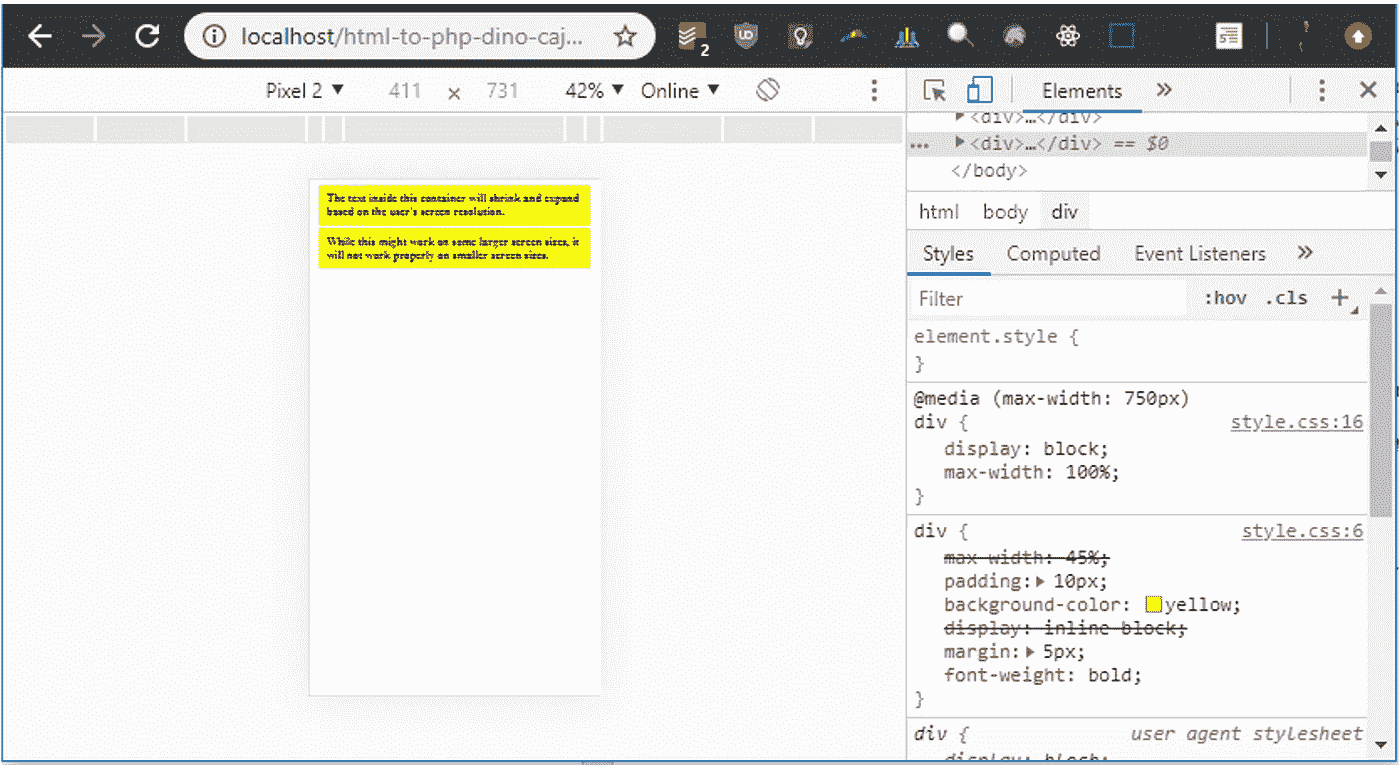 localhost/html-to-php-dino-caj...
2
UD
5
Pixel 2 ▼ 411 × 731 42% ▼ Online ▼
Elements »
▶<div>…</div>
… ▶<div>…</div> == $0
</body>
html body div
Styles Computed Event Listeners »
Filter :hov .cls +
element.style {
}
@media (max-width: 750px)
div { style.css:16
display: block;
max-width: 100%;
}
div { style.css:6
max-width: 45%;
padding:▶ 10px;
background-color: yellow;
display: inline-block;
margin:▶ 5px;
font-weight: bold;
}
div { user agent stylesheet
display: block;
The text inside this container will shrink and expand
based on the user's screen resolution.
While this might work on some larger screen sizes, it
will not work properly on smaller screen sizes.